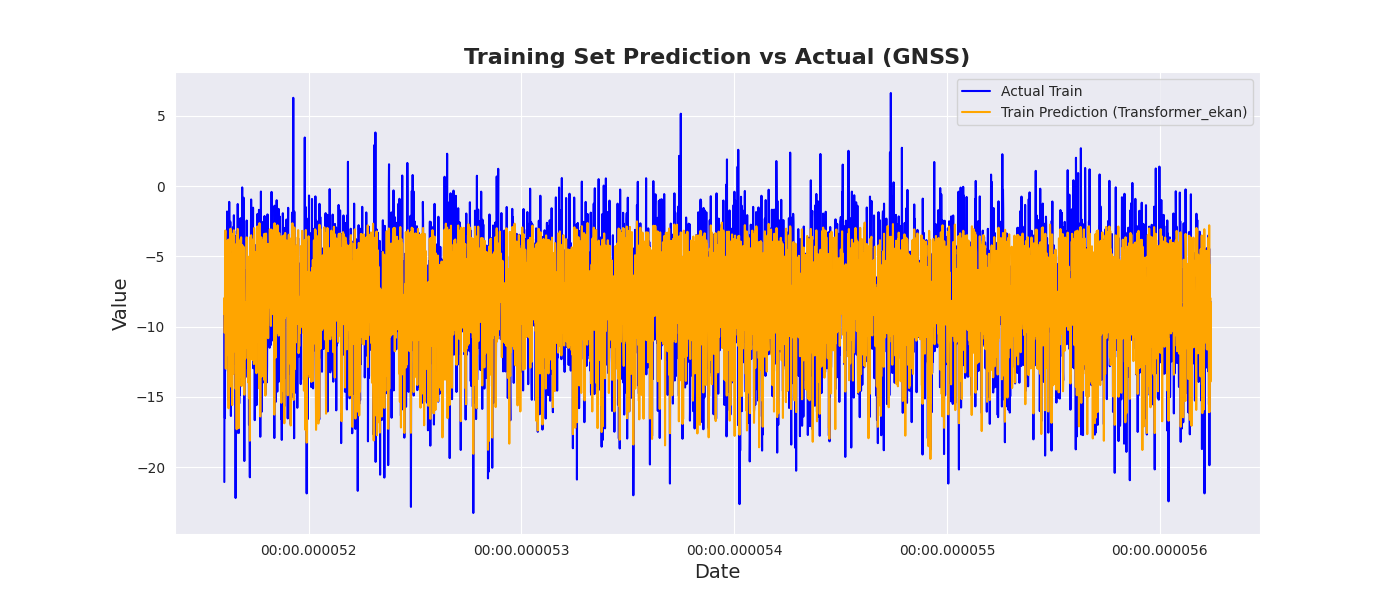 Training Set Prediction vs Actual (GNSS)
Actual Train
Train Prediction (Transformer_ekan)
Value
5
0
−5
−10
−15
−20
00:00.000052
00:00.000053
00:00.000054
00:00.000055
00:00.000056
Date